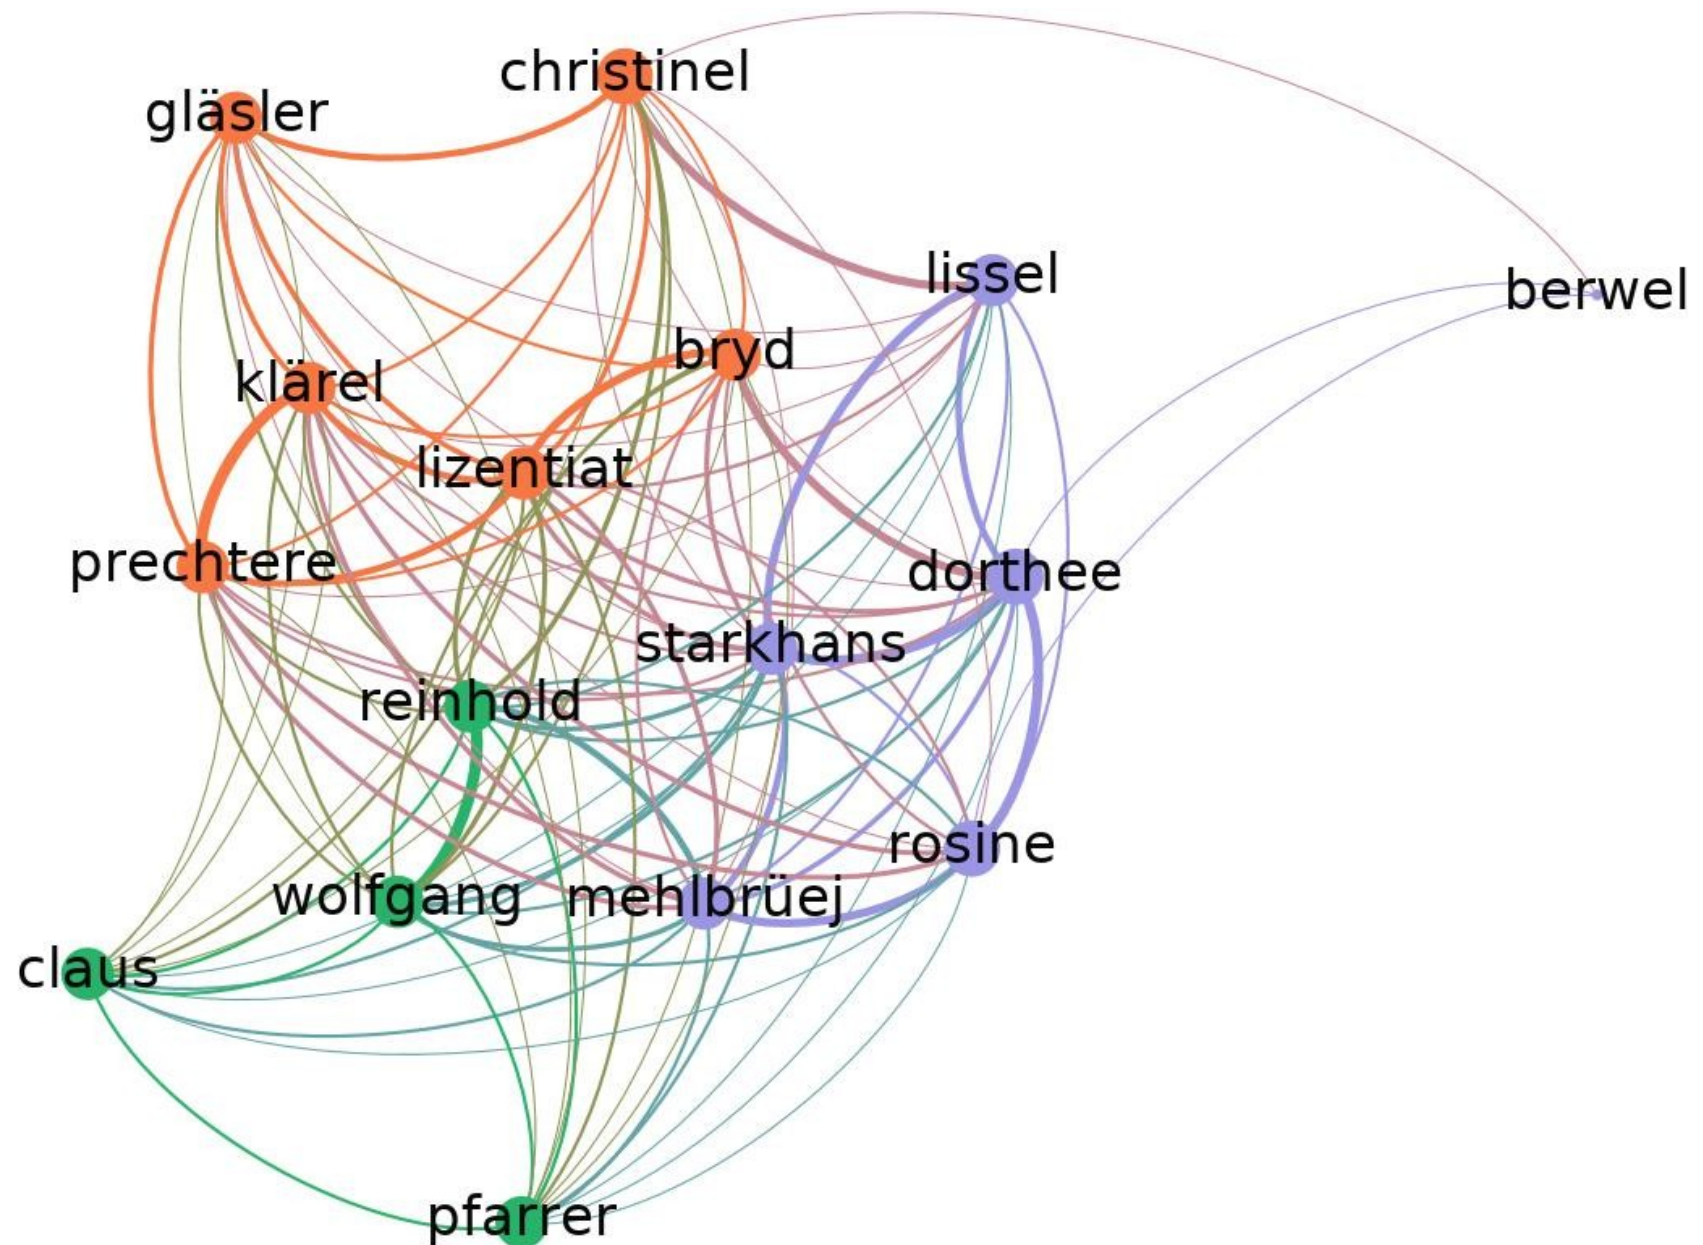 christinel
gläsler
lissel
berwel
bryd
klärel
lizentiat
prechtere
dorthee
starkhans
reinhold
rosine
wolfgang
mehlbrüej
claus
pfarrer